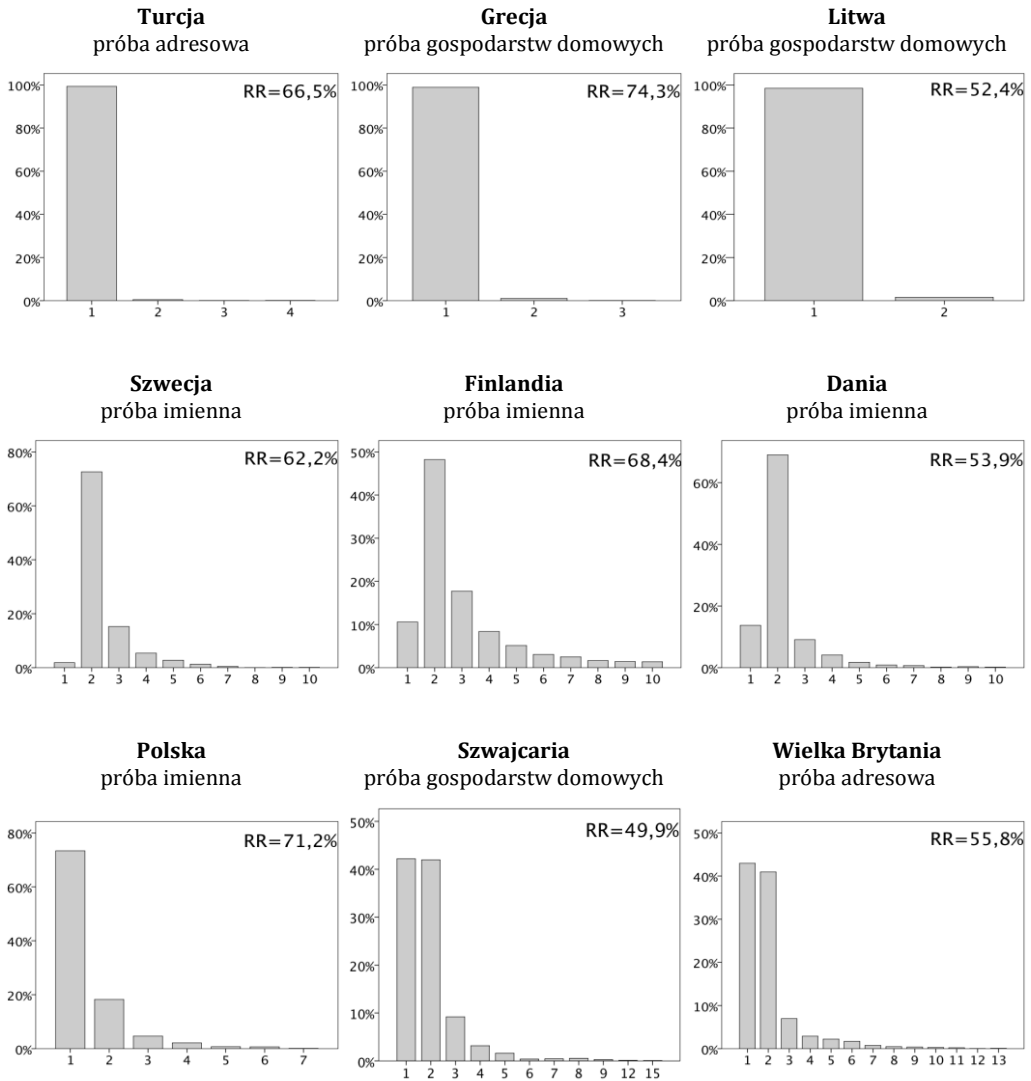 Turcja
próba adresowa
Grecja
próba gospodarstw domowych
Litwa
próba gospodarstw domowych
RR=66,5%
100%
80%
60%
40%
20%
0%
1 2 3 4
RR=74,3%
100%
80%
60%
40%
20%
0%
1 2 3
RR=52,4%
100%
80%
60%
40%
20%
0%
1 2
Szwecja
próba imienna
Finlandia
próba imienna
Dania
próba imienna
RR=62,2%
80%
60%
40%
20%
0%
1 2 3 4 5 6 7 8 9 10
RR=68,4%
50%
40%
30%
20%
10%
0%
1 2 3 4 5 6 7 8 9 10
RR=53,9%
60%
40%
20%
0%
1 2 3 4 5 6 7 8 9 10
Polska
próba imienna
Szwajcaria
próba gospodarstw domowych
Wielka Brytania
próba adresowa
RR=71,2%
80%
60%
40%
20%
0%
1 2 3 4 5 6 7
RR=49,9%
50%
40%
30%
20%
10%
0%
1 2 3 4 5 6 7 8 9 12 15
RR=55,8%
50%
40%
30%
20%
10%
0%
1 2 3 4 5 6 7 8 9 10 11 12 13